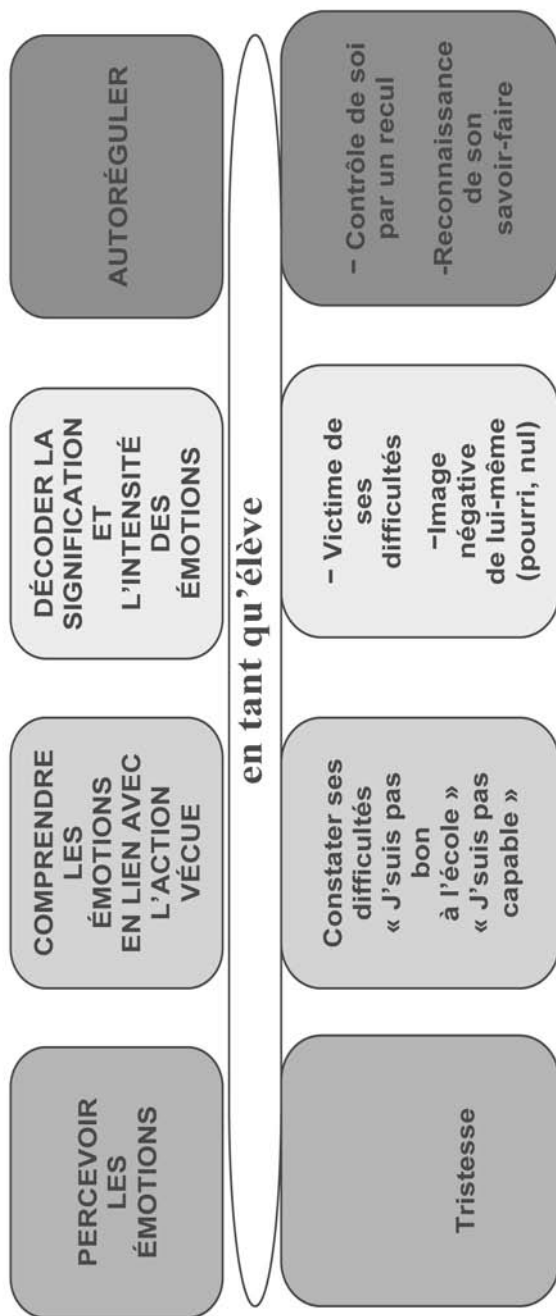 PERCEVOIR
LES
ÉMOTIONS
COMPRENDRE
LES
ÉMOTIONS
EN LIEN AVEC
L'ACTION
VÉCUE
DÉCODER LA
SIGNIFICATION
ET
L'INTENSITÉ
DES
ÉMOTIONS
AUTORÉGULER
en tant qu'élève
Tristesse
Constater ses
difficultés
« J'suis pas
bon
à l'école »
« J'suis pas
capable »
– Victime de
ses
difficultés
–Image
négative
de lui-même
(pourri, nul)
– Contrôle de soi
par un recul
-Reconnaissance
de son
savoir-faire